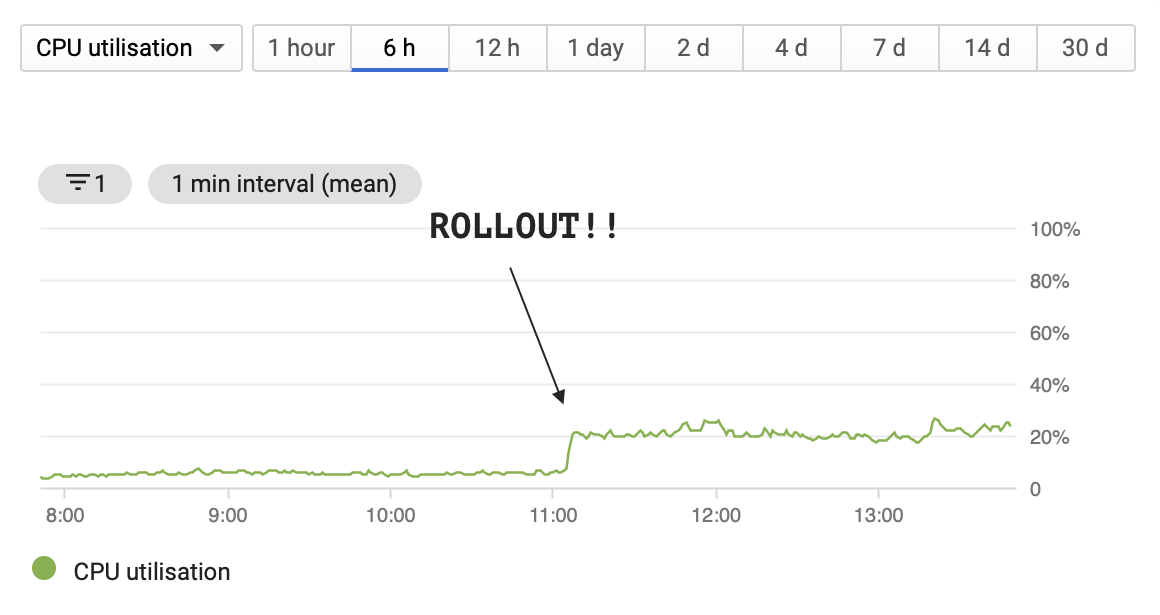 CPU utilisation 1 hour 6 h 12 h 1 day 2 d 4 d 7 d 14 d 30 d
1 1 min interval (mean)
ROLLOUT!!
100%
80%
60%
40%
20%
0
8:00 9:00 10:00 11:00 12:00 13:00
CPU utilisation